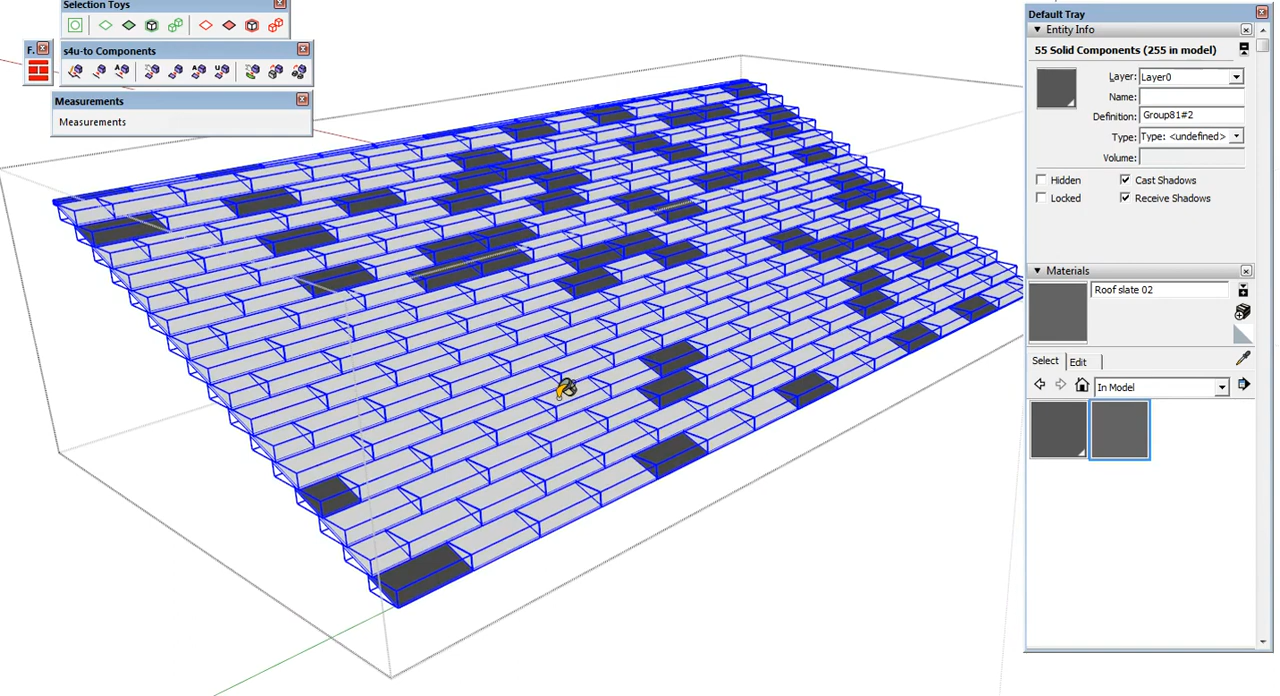 Selection Toys
F.
s4u-to Components
Measurements
Measurements
Default Tray
Entity Info
55 Solid Components (255 in model)
Layer: Layer0
Name:
Definition: Group81#2
Type: Type: <undefined>
Volume:
Hidden
Cast Shadows
Locked
Receive Shadows
Materials
Roof slate 02
Select
Edit
In Model